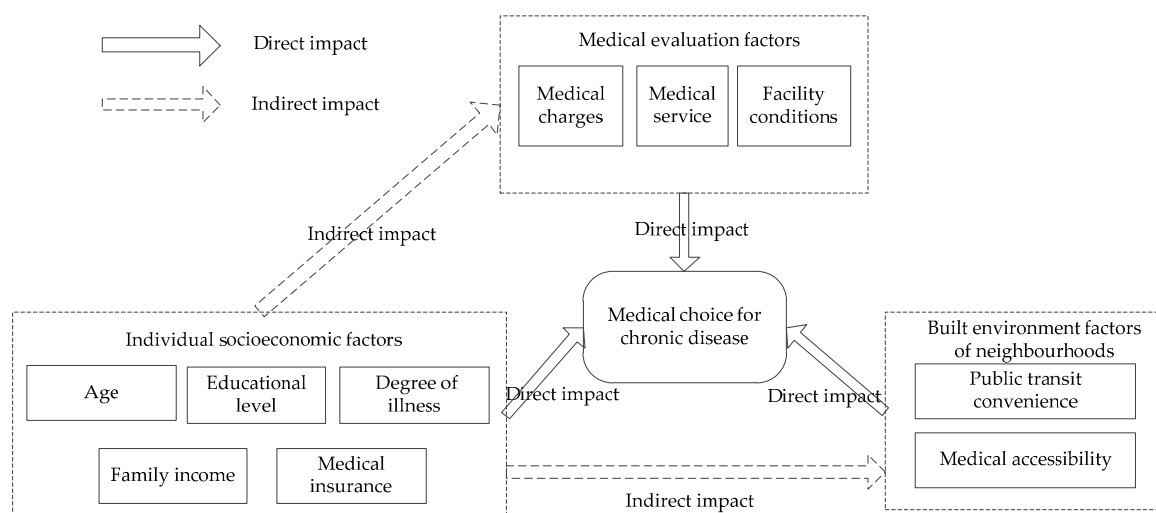 Direct impact
Indirect impact
Medical evaluation factors
Medical
charges
Medical
service
Facility
conditions
Indirect impact
Direct impact
Medical choice for
chronic disease
Individual socioeconomic factors
Age
Educational
level
Degree of
illness
Family income
Medical
insurance
Direct impact
Direct impact
Built environment factors
of neighbourhoods
Public transit
convenience
Medical accessibility
Indirect impact